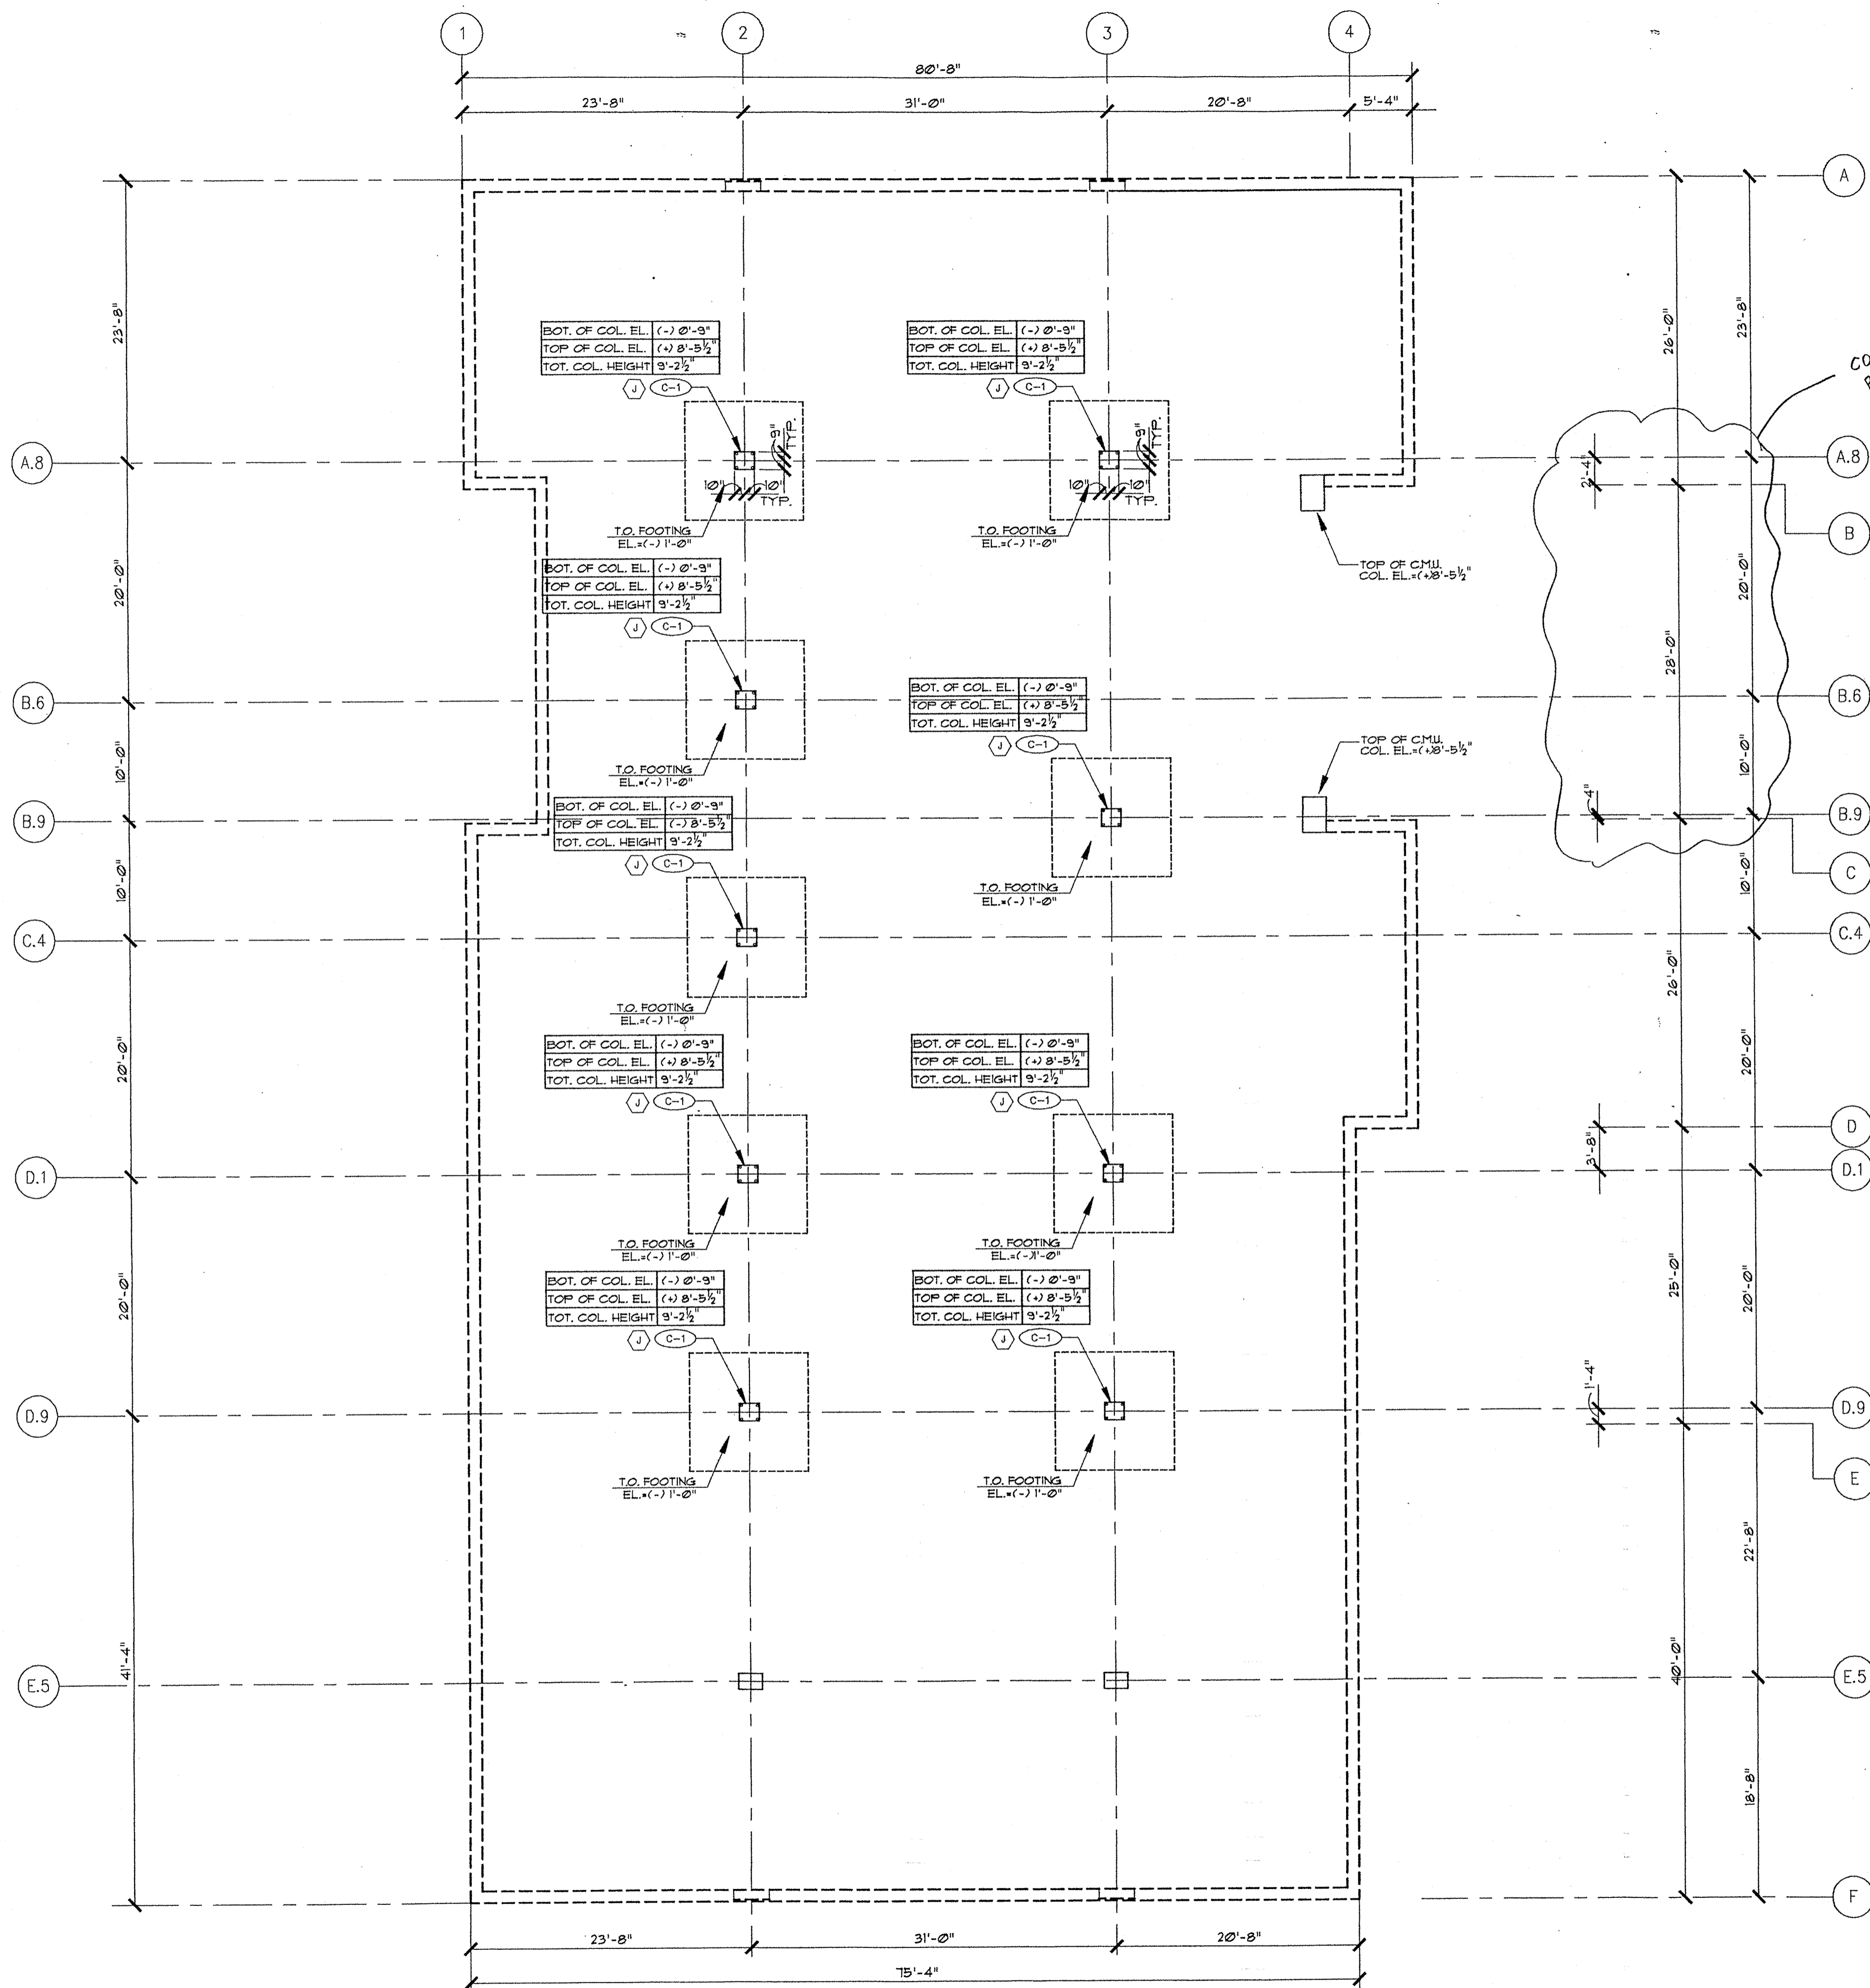 1
2
3
4
80'-8"
23'-8"
31'-0"
20'-8"
5'-4"
A
23'-8"
26'-0"
23'-8"
BOT. OF COL. EL. (-) 0'-9"
TOP OF COL. EL. (+) 8'-5½"
TOT. COL. HEIGHT 9'-2½"
J C-1
BOT. OF COL. EL. (-) 0'-9"
TOP OF COL. EL. (+) 8'-5½"
TOT. COL. HEIGHT 9'-2½"
J C-1
A.8
9"
TYP.
10" 10"
TYP.
T.O. FOOTING
EL.=(-) 1'-0"
9"
TYP.
10" 10"
TYP.
T.O. FOOTING
EL.=(-) 1'-0"
2'-4"
A.8
B
TOP OF C.M.U.
COL. EL.=(+)8'-5½"
20'-0"
28'-0"
20'-0"
BOT. OF COL. EL. (-) 0'-9"
TOP OF COL. EL. (+) 8'-5½"
TOT. COL. HEIGHT 9'-2½"
J C-1
B.6
B.6
T.O. FOOTING
EL.=(-) 1'-0"
BOT. OF COL. EL. (-) 0'-9"
TOP OF COL. EL. (+) 8'-5½"
TOT. COL. HEIGHT 9'-2½"
J C-1
TOP OF C.M.U.
COL. EL.=(+)8'-5½"
10'-0"
10'-0"
B.9
4"
B.9
C
T.O. FOOTING
EL.=(-) 1'-0"
BOT. OF COL. EL. (-) 0'-9"
TOP OF COL. EL. (-) 8'-5½"
TOT. COL. HEIGHT 9'-2½"
J C-1
10'-0"
10'-0"
C.4
C.4
T.O. FOOTING
EL.=(-) 1'-0"
26'-0"
20'-0"
20'-0"
BOT. OF COL. EL. (-) 0'-9"
TOP OF COL. EL. (+) 8'-5½"
TOT. COL. HEIGHT 9'-2½"
J C-1
BOT. OF COL. EL. (-) 0'-9"
TOP OF COL. EL. (+) 8'-5½"
TOT. COL. HEIGHT 9'-2½"
J C-1
D
3'-8"
D.1
D.1
T.O. FOOTING
EL.=(-) 1'-0"
T.O. FOOTING
EL.=(-)1'-0"
20'-0"
25'-0"
20'-0"
BOT. OF COL. EL. (-) 0'-9"
TOP OF COL. EL. (+) 8'-5½"
TOT. COL. HEIGHT 9'-2½"
J C-1
BOT. OF COL. EL. (-) 0'-9"
TOP OF COL. EL. (+) 8'-5½"
TOT. COL. HEIGHT 9'-2½"
J C-1
1'-4"
D.9
D.9
E
T.O. FOOTING
EL.=(-) 1'-0"
T.O. FOOTING
EL.=(-) 1'-0"
22'-8"
41'-4"
40'-0"
E.5
E.5
18'-8"
F
23'-8"
31'-0"
20'-8"
75'-4"